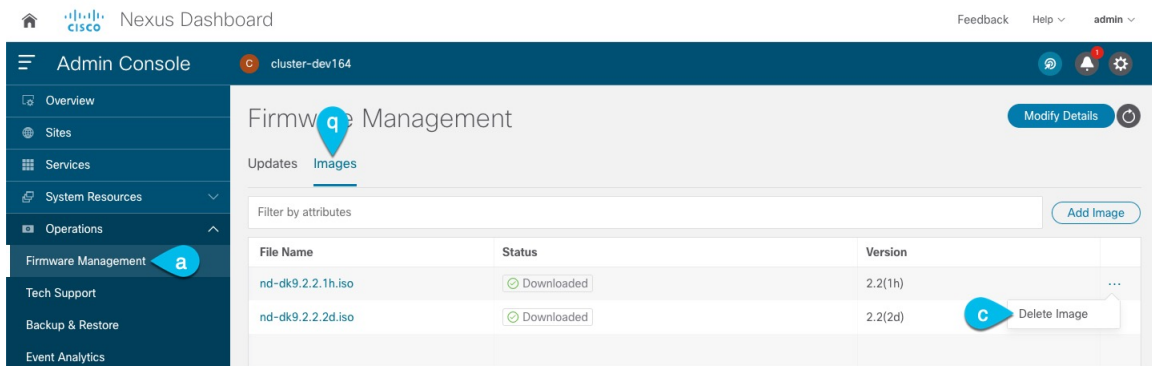 CISCO Nexus Dashboard Feedback Help admin
Admin Console C cluster-dev164 1
Overview
Sites
Services
System Resources
Operations
Firmware Management a
Tech Support
Backup & Restore
Event Analytics
Firmw q e Management Modify Details
Updates Images
Filter by attributes Add Image
File Name Status Version
nd-dk9.2.2.1h.iso Downloaded 2.2(1h) ...
nd-dk9.2.2.2d.iso Downloaded 2.2(2d)
c Delete Image